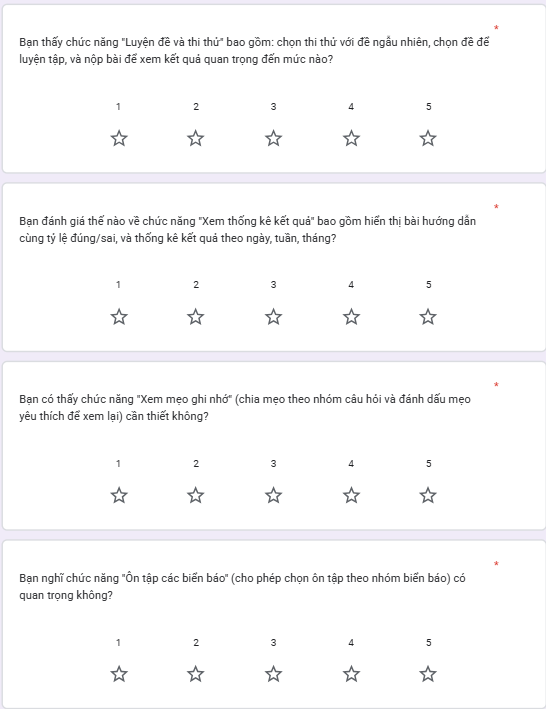 *
Bạn thấy chức năng "Luyện đề và thi thử" bao gồm: chọn thi thử với đề ngẫu nhiên, chọn đề để
luyện tập, và nộp bài để xem kết quả quan trọng đến mức nào?
1 2 3 4 5
*
Bạn đánh giá thế nào về chức năng "Xem thống kê kết quả" bao gồm hiển thị bài hướng dẫn
cùng tỷ lệ đúng/sai, và thống kê kết quả theo ngày, tuần, tháng?
1 2 3 4 5
*
Bạn có thấy chức năng "Xem mẹo ghi nhớ" (chia mẹo theo nhóm câu hỏi và đánh dấu mẹo
yêu thích để xem lại) cần thiết không?
1 2 3 4 5
*
Bạn nghĩ chức năng "Ôn tập các biển báo" (cho phép chọn ôn tập theo nhóm biển báo) có
quan trọng không?
1 2 3 4 5